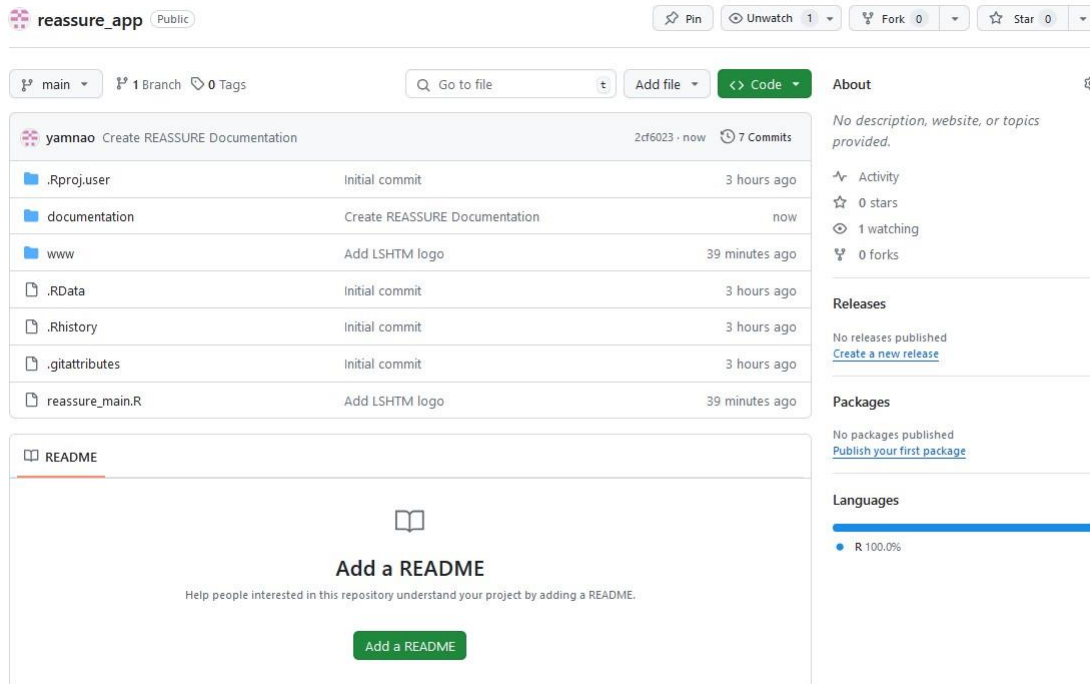 reassure_app Public Pin Unwatch 1 Fork 0 Star 0
main 1 Branch 0 Tags Go to file t Add file <> Code
yamnao Create REASSURE Documentation 2cf6023 · now 7 Commits
.Rproj.user Initial commit 3 hours ago
documentation Create REASSURE Documentation now
www Add LSHTM logo 39 minutes ago
.RData Initial commit 3 hours ago
.Rhistory Initial commit 3 hours ago
.gitattributes Initial commit 3 hours ago
reassure_main.R Add LSHTM logo 39 minutes ago
README
Add a README
Help people interested in this repository understand your project by adding a README.
Add a README
About
No description, website, or topics
provided.
Activity
0 stars
1 watching
0 forks
Releases
No releases published
Create a new release
Packages
No packages published
Publish your first package
Languages
R 100.0%